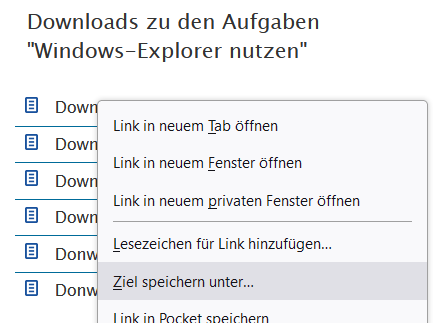 Downloads zu den Aufgaben
"Windows-Explorer nutzen"
Down
Link in neuem Tab öffnen
Down
Link in neuem Fenster öffnen
Down
Link in neuem privaten Fenster öffnen
Down
Lesezeichen für Link hinzufügen...
Donw
Ziel speichern unter...
Donw
Link in Pocket speichern